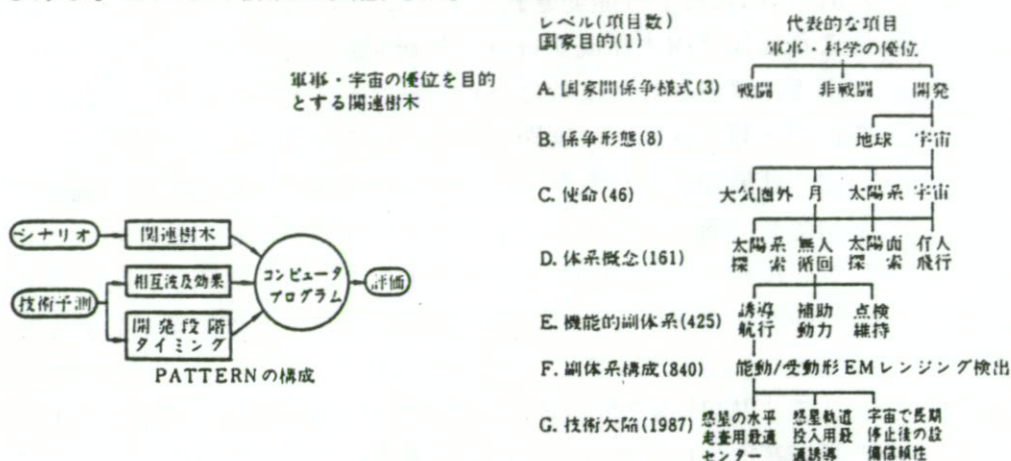 軍事・宇宙の優位を目的
とする関連樹木
シナリオ
関連樹木
技術予測
相互波及効果
開発段階
タイミング
コンピュータ
プログラム
評価
PATTERNの構成
レベル(項目数)
代表的な項目
国家目的(1)
軍事・科学の優位
A. 国家間係争様式(3) 戦闘 非戦闘 開発
B. 係争形態(8) 地球 宇宙
C. 使命(46) 大気圏外 月 太陽系 宇宙
D. 体系概念(161)
太陽系 無人 太陽面 有人
探索 循回 探索 飛行
E. 機能的副体系(425)
誘導 補助 点検
航行 動力 維持
F. 副体系構成(840) 能動/受動形EMレンジング検出
G. 技術欠陥(1987)
惑星の水平 惑星軌道 宇宙で長期
走査用最適 投入用最 停止後の設
センター 適誘導 備信頼性